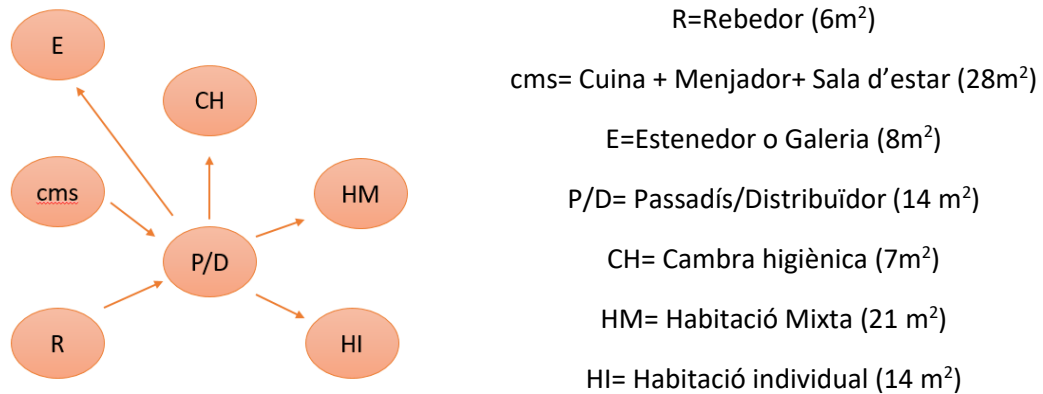 E
CH
cms
HM
P/D
R
HI
R=Rebedor (6m²)
cms= Cuina + Menjador+ Sala d’estar (28m²)
E=Estenedor o Galeria (8m²)
P/D= Passadís/Distribuïdor (14 m²)
CH= Cambra higiènica (7m²)
HM= Habitació Mixta (21 m²)
HI= Habitació individual (14 m²)